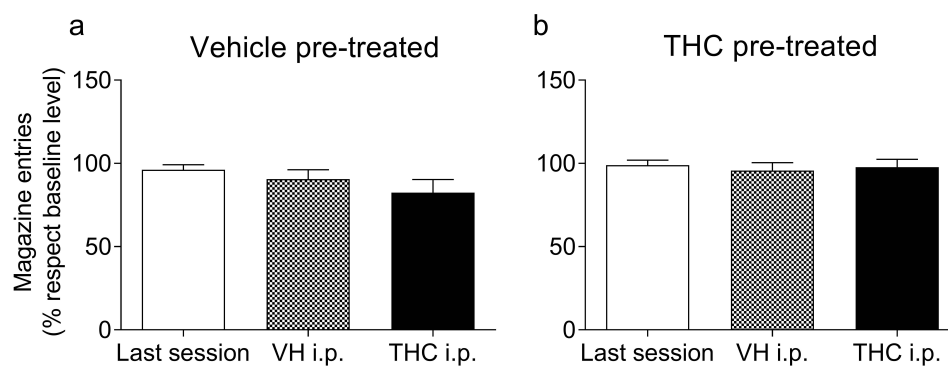 a
Vehicle pre-treated
Magazine entries
(% respect baseline level)
150
100
50
0
Last session
VH i.p.
THC i.p.
b
THC pre-treated
150
100
50
0
Last session
VH i.p.
THC i.p.